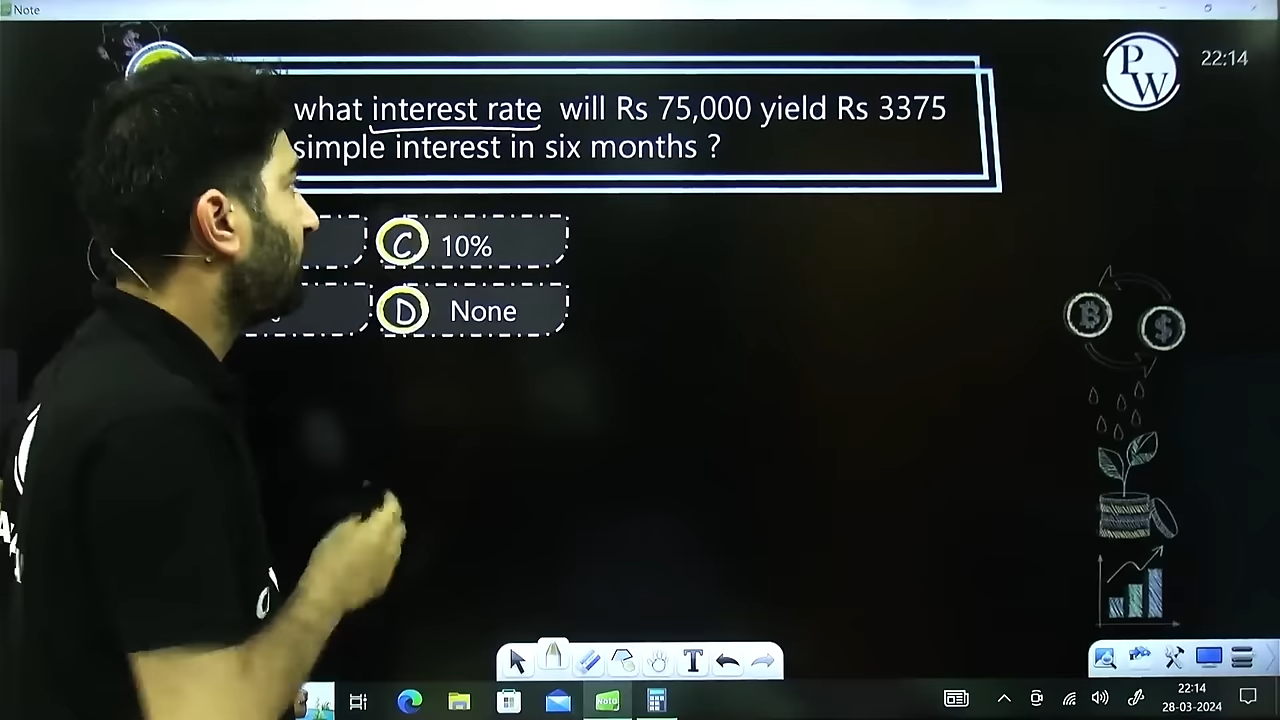 Note
what interest rate will Rs 75,000 yield Rs 3375
simple interest in six months ?
PW
22:14
C 10%
D None
T
Note
22:14
28-03-2024